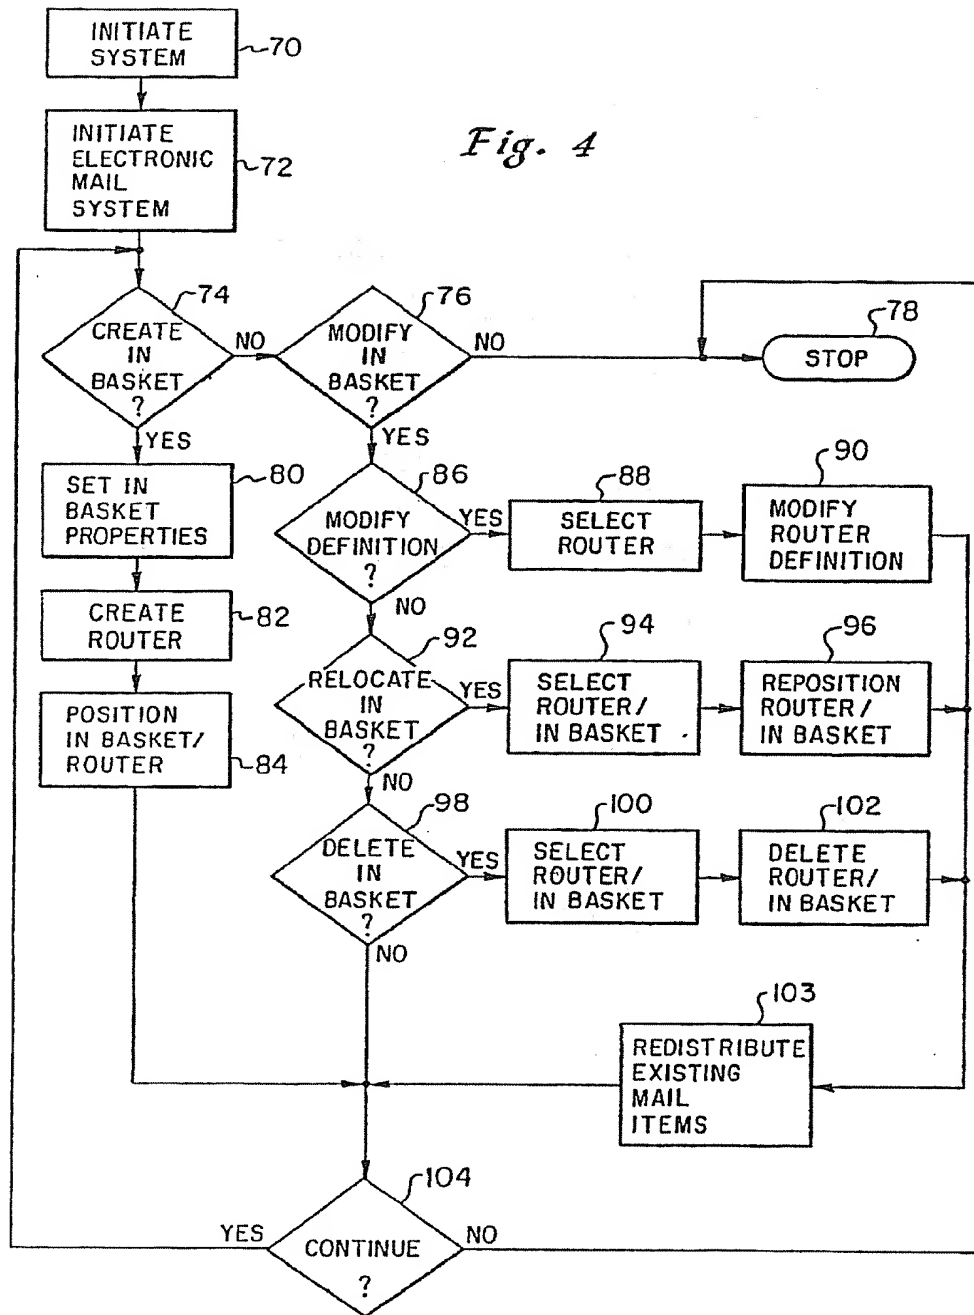 INITIATE
SYSTEM
70
INITIATE
ELECTRONIC
MAIL
SYSTEM
72
Fig. 4
CREATE
IN
BASKET
?
74
NO
YES
MODIFY
IN
BASKET
?
76
NO
YES
STOP
78
SET IN
BASKET
PROPERTIES
80
CREATE
ROUTER
82
POSITION
IN BASKET/
ROUTER
84
MODIFY
DEFINITION
?
86
YES
NO
SELECT
ROUTER
88
MODIFY
ROUTER
DEFINITION
90
RELOCATE
IN
BASKET
?
92
YES
NO
SELECT
ROUTER/
IN BASKET
94
REPOSITION
ROUTER/
IN BASKET
96
DELETE
IN
BASKET
?
98
YES
NO
SELECT
ROUTER/
IN BASKET
100
DELETE
ROUTER/
IN BASKET
102
REDISTRIBUTE
EXISTING
MAIL
ITEMS
103
CONTINUE
?
104
YES
NO